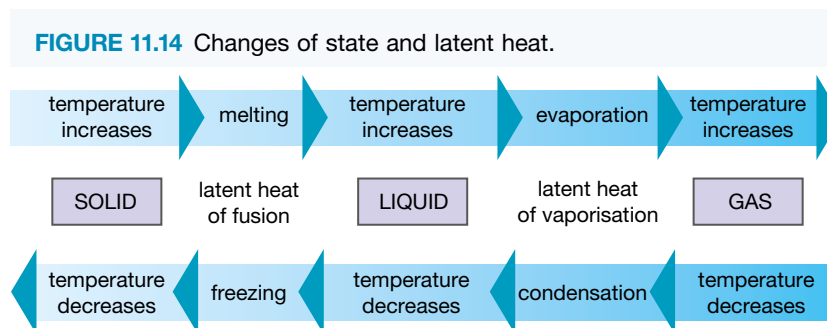 FIGURE 11.14 Changes of state and latent heat.
temperature increases
melting
temperature increases
evaporation
temperature increases
SOLID
latent heat of fusion
LIQUID
latent heat of vaporisation
GAS
temperature decreases
freezing
temperature decreases
condensation
temperature decreases